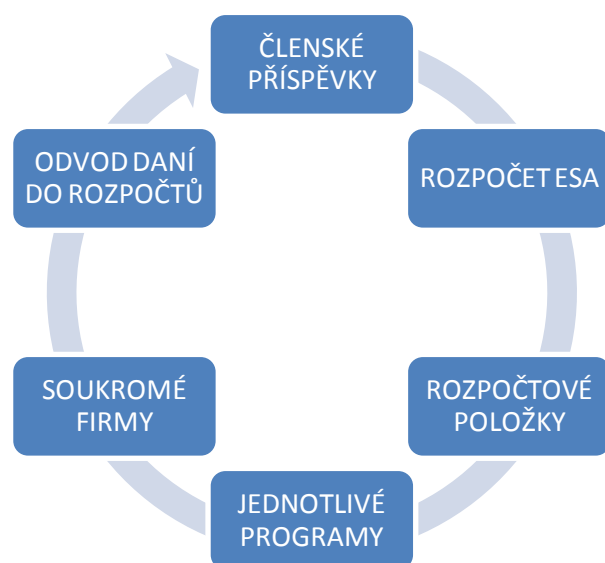 ČLENSKÉ
PŘÍSPĚVKY
ROZPOČET ESA
ROZPOČTOVÉ
POLOŽKY
JEDNOTLIVÉ
PROGRAMY
SOUKROMÉ
FIRMY
ODVOD DANÍ
DO ROZPOČTŮ